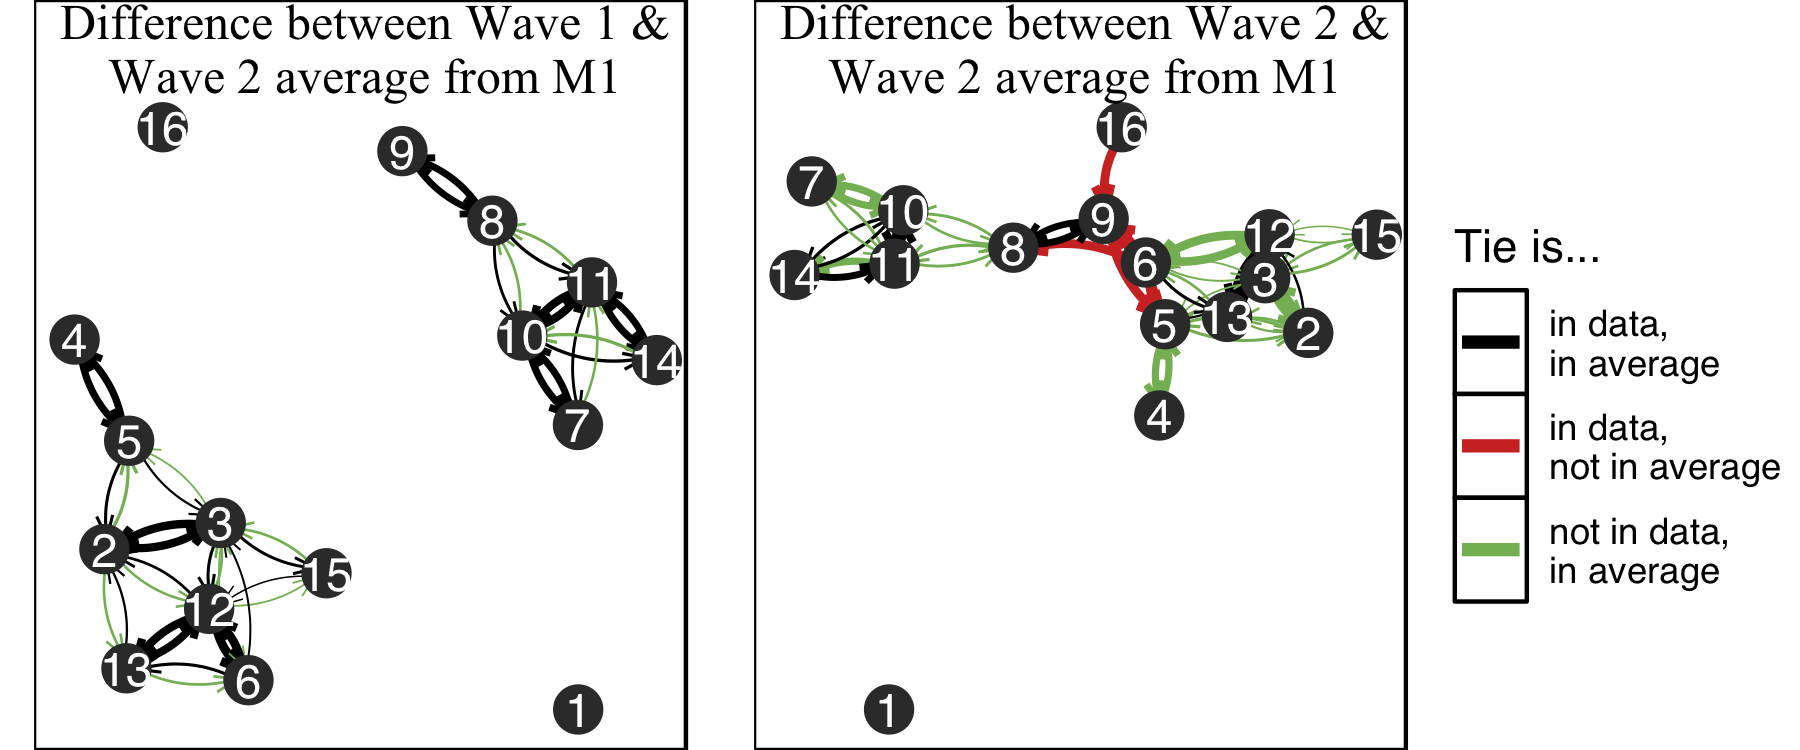 Difference between Wave 1 &
Wave 2 average from M1
16
9
8
11
10
14
4
7
5
3
2
15
12
13
6
1
Difference between Wave 2 &
Wave 2 average from M1
16
7
10
9
12
15
8
6
14
11
3
5
13
2
4
1
Tie is...
in data,
in average
in data,
not in average
not in data,
in average